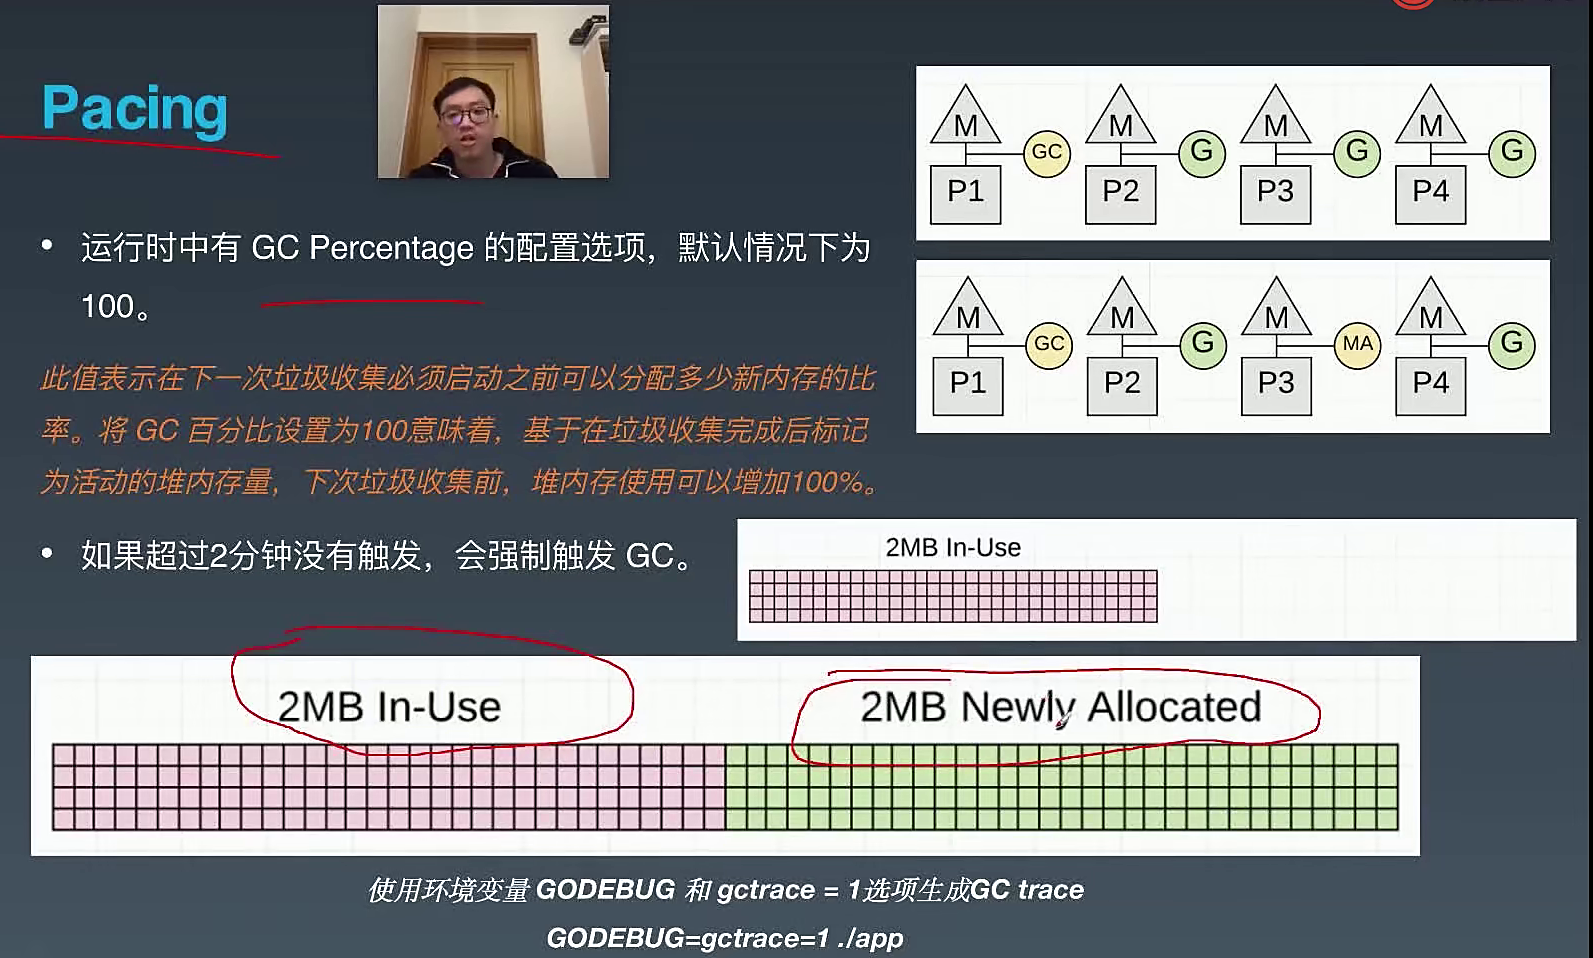 Pacing
• 运行时中有 GC Percentage 的配置选项，默认情况下为
100。
此值表示在下一次垃圾收集必须启动之前可以分配多少新内存的比
率。将 GC 百分比设置为100意味着，基于在垃圾收集完成后标记
为活动的堆内存量，下次垃圾收集前，堆内存使用可以增加100%。
• 如果超过2分钟没有触发，会强制触发 GC。
M M M M
GC G G G
P1 P2 P3 P4
M M M M
GC G MA G
P1 P2 P3 P4
2MB In-Use
2MB In-Use 2MB Newly Allocated
使用环境变量 GODEBUG 和 gctrace = 1选项生成GC trace
GODEBUG=gctrace=1 ./app